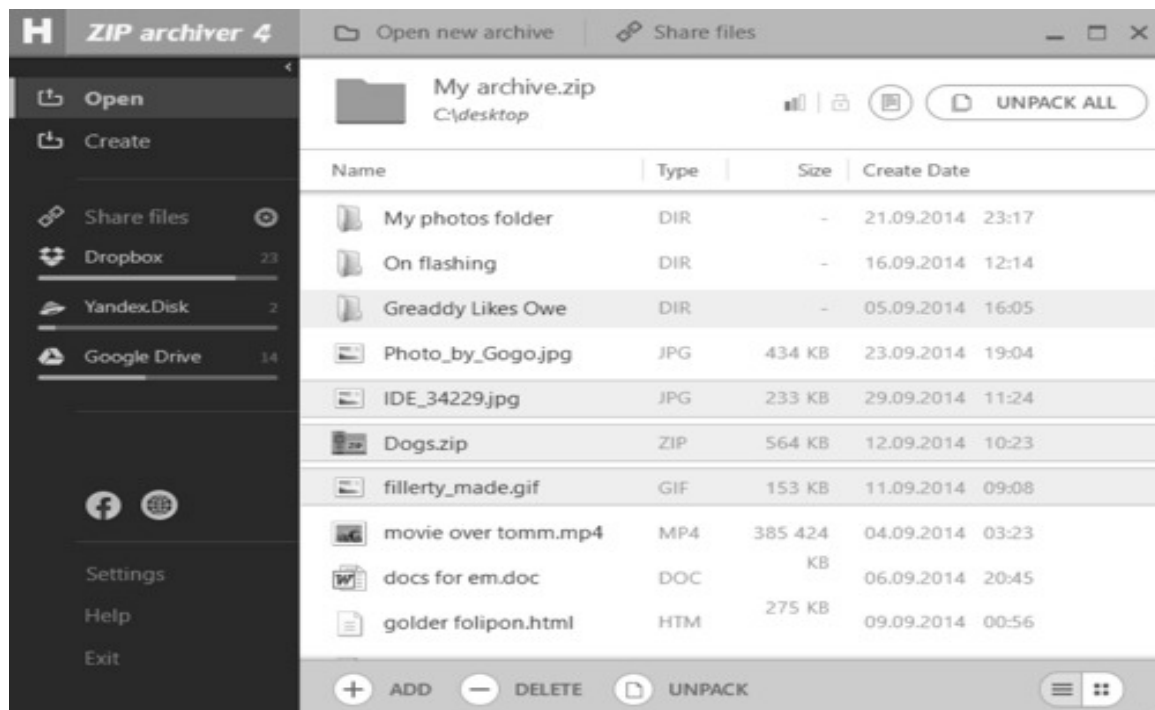 H ZIP archiver 4 Open new archive Share files
Open
Create
Share files
Dropbox 23
Yandex.Disk 2
Google Drive 14
Settings
Help
Exit
My archive.zip
C:\desktop
UNPACK ALL
Name Type Size Create Date
My photos folder DIR - 21.09.2014 23:17
On flashing DIR - 16.09.2014 12:14
Greaddy Likes Owe DIR - 05.09.2014 16:05
Photo_by_Gogo.jpg JPG 434 KB 23.09.2014 19:04
IDE_34229.jpg JPG 233 KB 29.09.2014 11:24
Dogs.zip ZIP 564 KB 12.09.2014 10:23
fillerty_made.gif GIF 153 KB 11.09.2014 09:08
movie over tomm.mp4 MP4 385 424 04.09.2014 03:23
KB
docs for em.doc DOC 06.09.2014 20:45
275 KB
golder folipon.html HTM 09.09.2014 00:56
ADD DELETE UNPACK